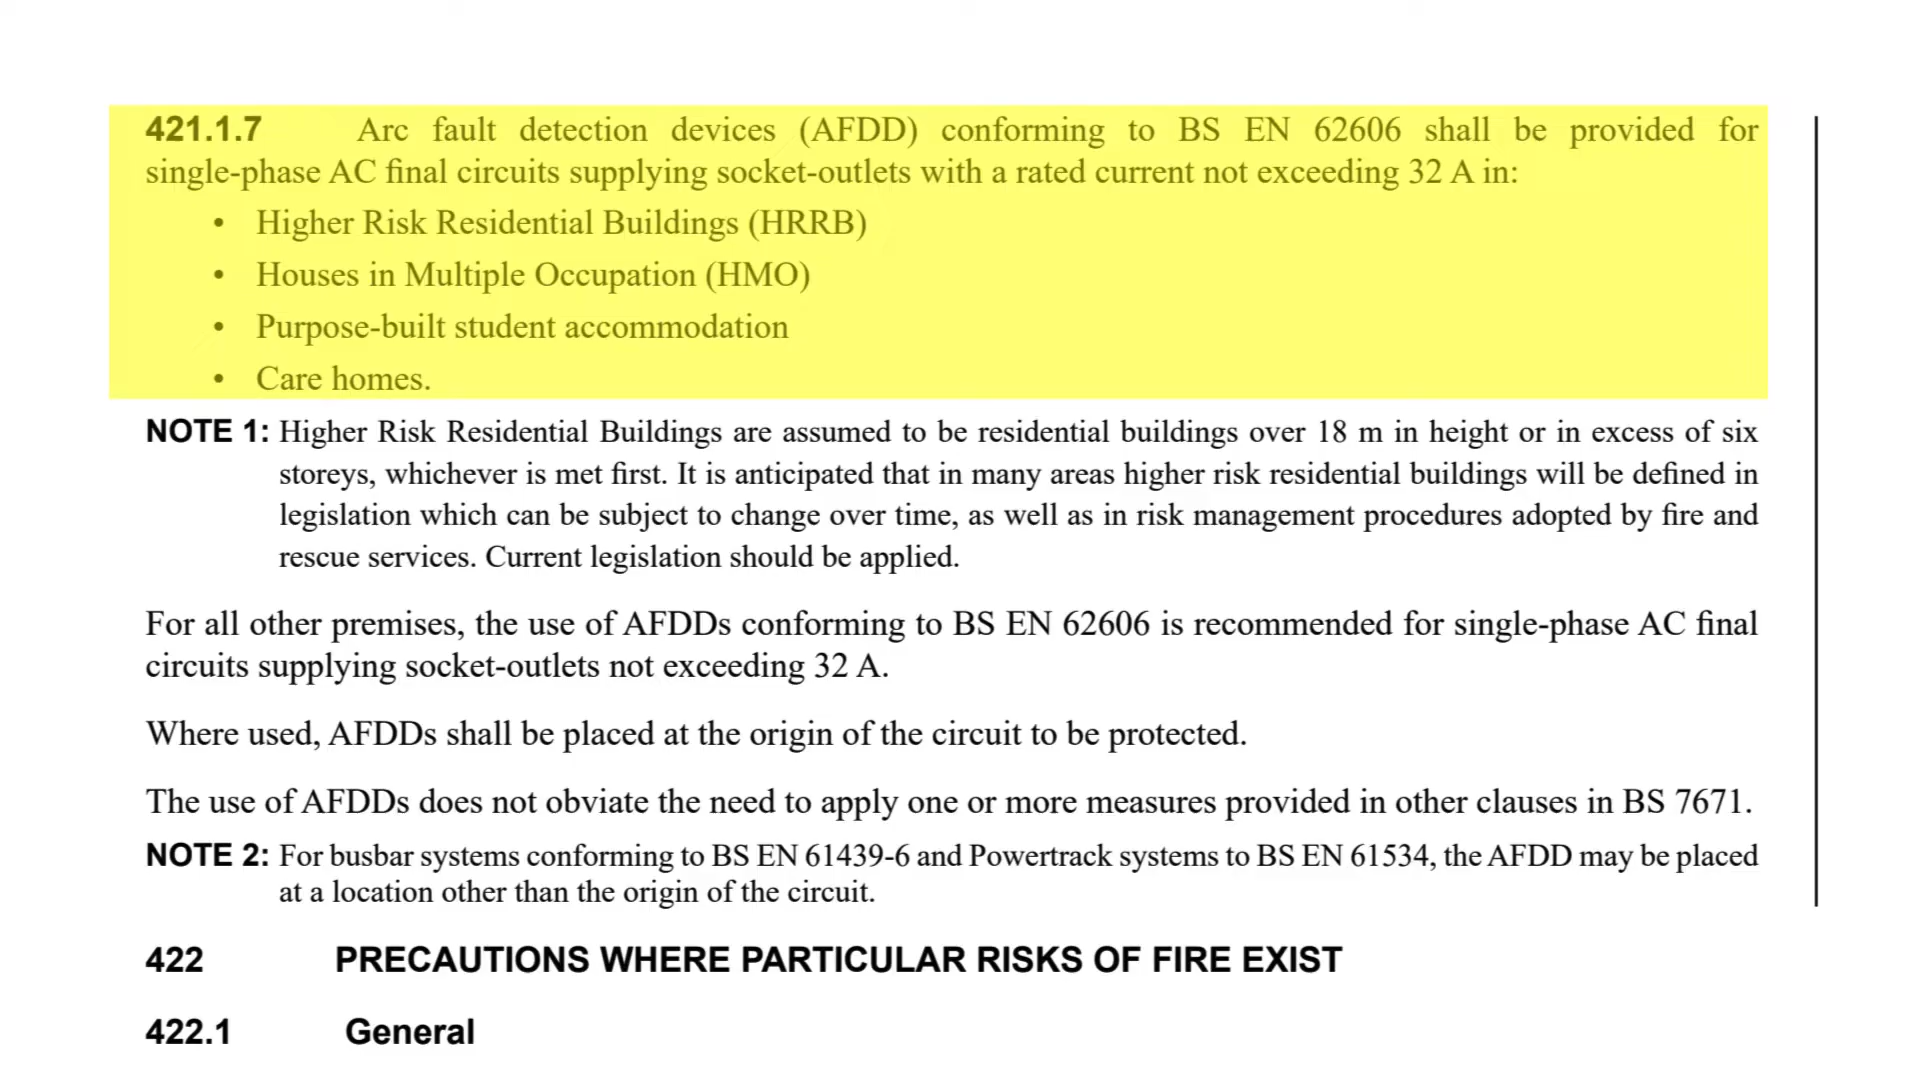 421.1.7 Arc fault detection devices (AFDD) conforming to BS EN 62606 shall be provided for
single-phase AC final circuits supplying socket-outlets with a rated current not exceeding 32 A in:
• Higher Risk Residential Buildings (HRRB)
• Houses in Multiple Occupation (HMO)
• Purpose-built student accommodation
• Care homes.
NOTE 1: Higher Risk Residential Buildings are assumed to be residential buildings over 18 m in height or in excess of six
storeys, whichever is met first. It is anticipated that in many areas higher risk residential buildings will be defined in
legislation which can be subject to change over time, as well as in risk management procedures adopted by fire and
rescue services. Current legislation should be applied.
For all other premises, the use of AFDDs conforming to BS EN 62606 is recommended for single-phase AC final
circuits supplying socket-outlets not exceeding 32 A.
Where used, AFDDs shall be placed at the origin of the circuit to be protected.
The use of AFDDs does not obviate the need to apply one or more measures provided in other clauses in BS 7671.
NOTE 2: For busbar systems conforming to BS EN 61439-6 and Powertrack systems to BS EN 61534, the AFDD may be placed
at a location other than the origin of the circuit.
422 PRECAUTIONS WHERE PARTICULAR RISKS OF FIRE EXIST
422.1 General